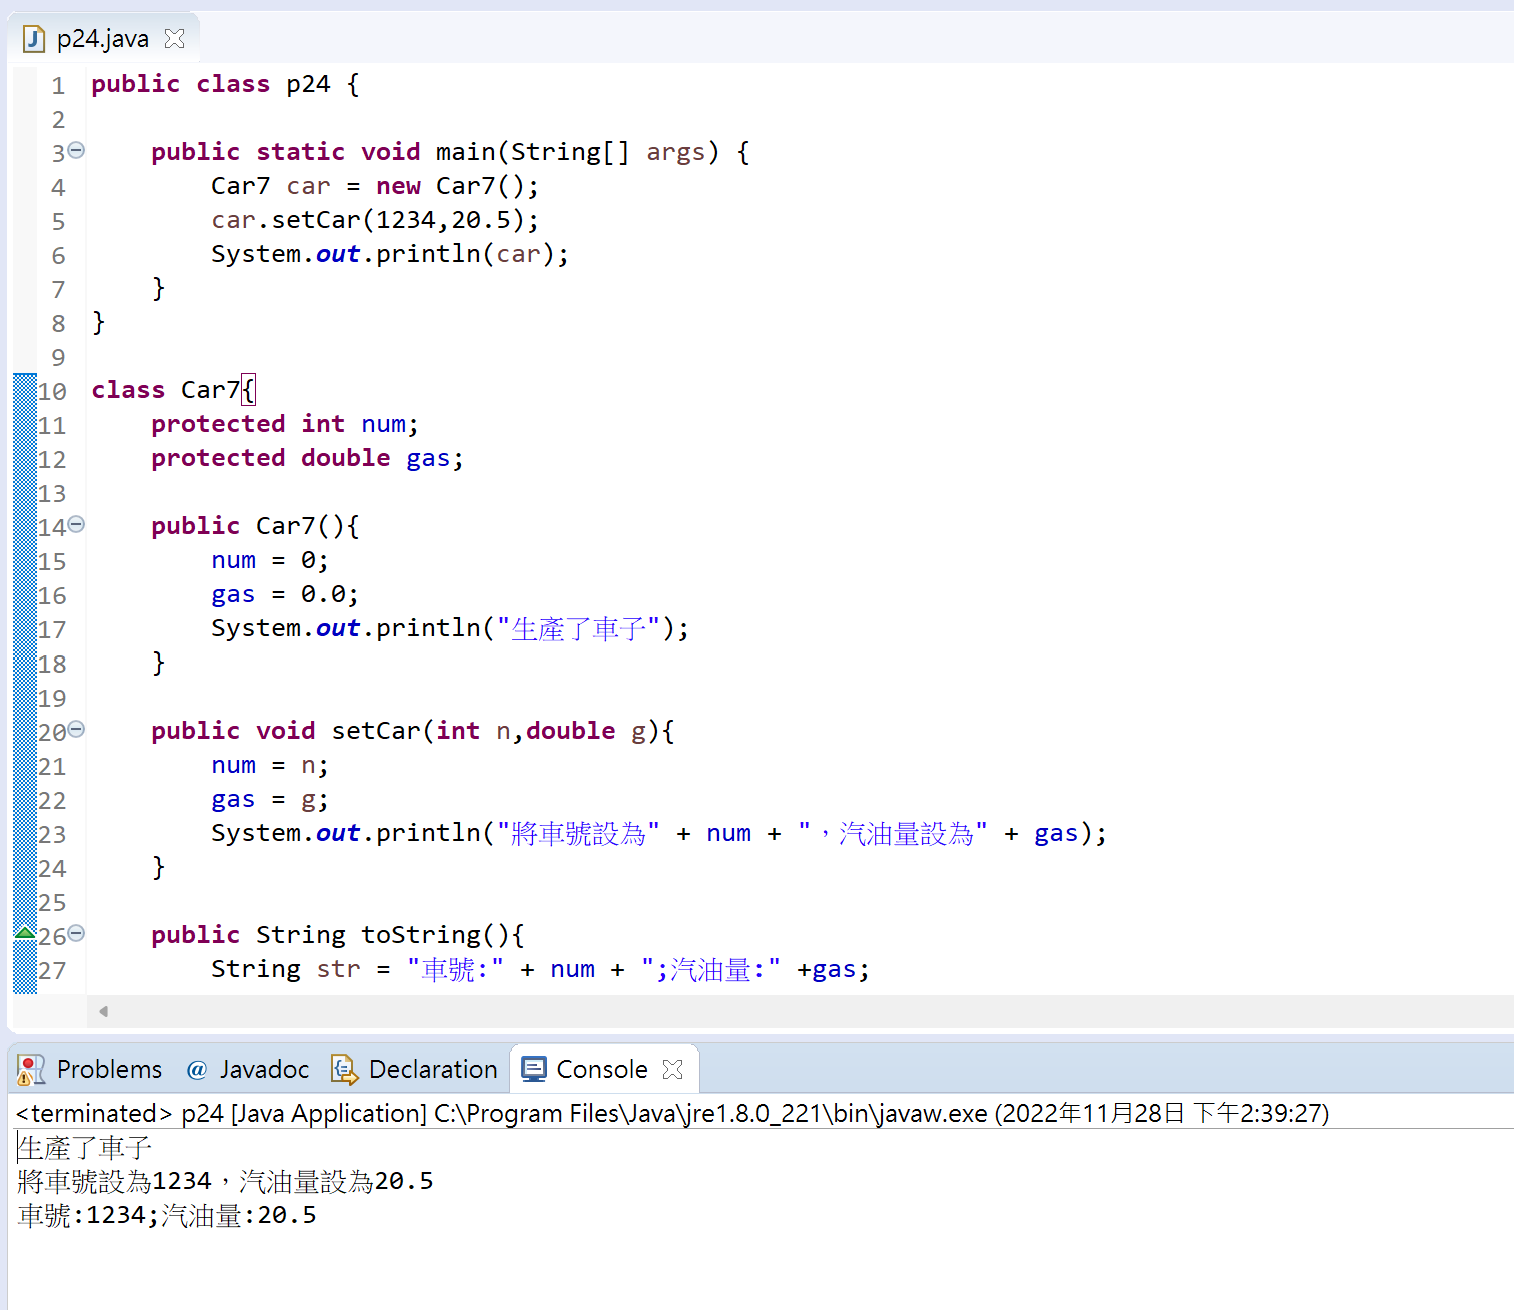 p24.java
1 public class p24 {
2
3 public static void main(String[] args) {
4 Car7 car = new Car7();
5 car.setCar(1234,20.5);
6 System.out.println(car);
7 }
8 }
9
10 class Car7{
11 protected int num;
12 protected double gas;
13
14 public Car7(){
15 num = 0;
16 gas = 0.0;
17 System.out.println("生產了車子");
18 }
19
20 public void setCar(int n,double g){
21 num = n;
22 gas = g;
23 System.out.println("將車號設為" + num + "，汽油量設為" + gas);
24 }
25
26 public String toString(){
27 String str = "車號:" + num + ";汽油量:" +gas;
Problems @ Javadoc Declaration Console
<terminated> p24 [Java Application] C:\Program Files\Java\jre1.8.0_221\bin\javaw.exe (2022年11月28日 下午2:39:27)
生產了車子
將車號設為1234，汽油量設為20.5
車號:1234;汽油量:20.5